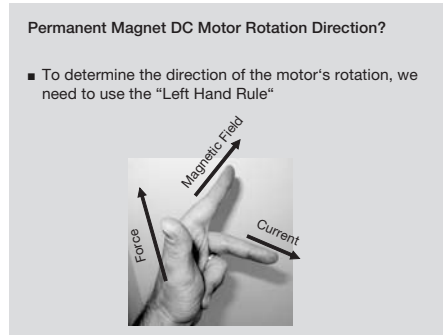 Permanent Magnet DC Motor Rotation Direction?
■ To determine the direction of the motor‘s rotation, we
need to use the “Left Hand Rule“
Magnetic Field
Force
Current